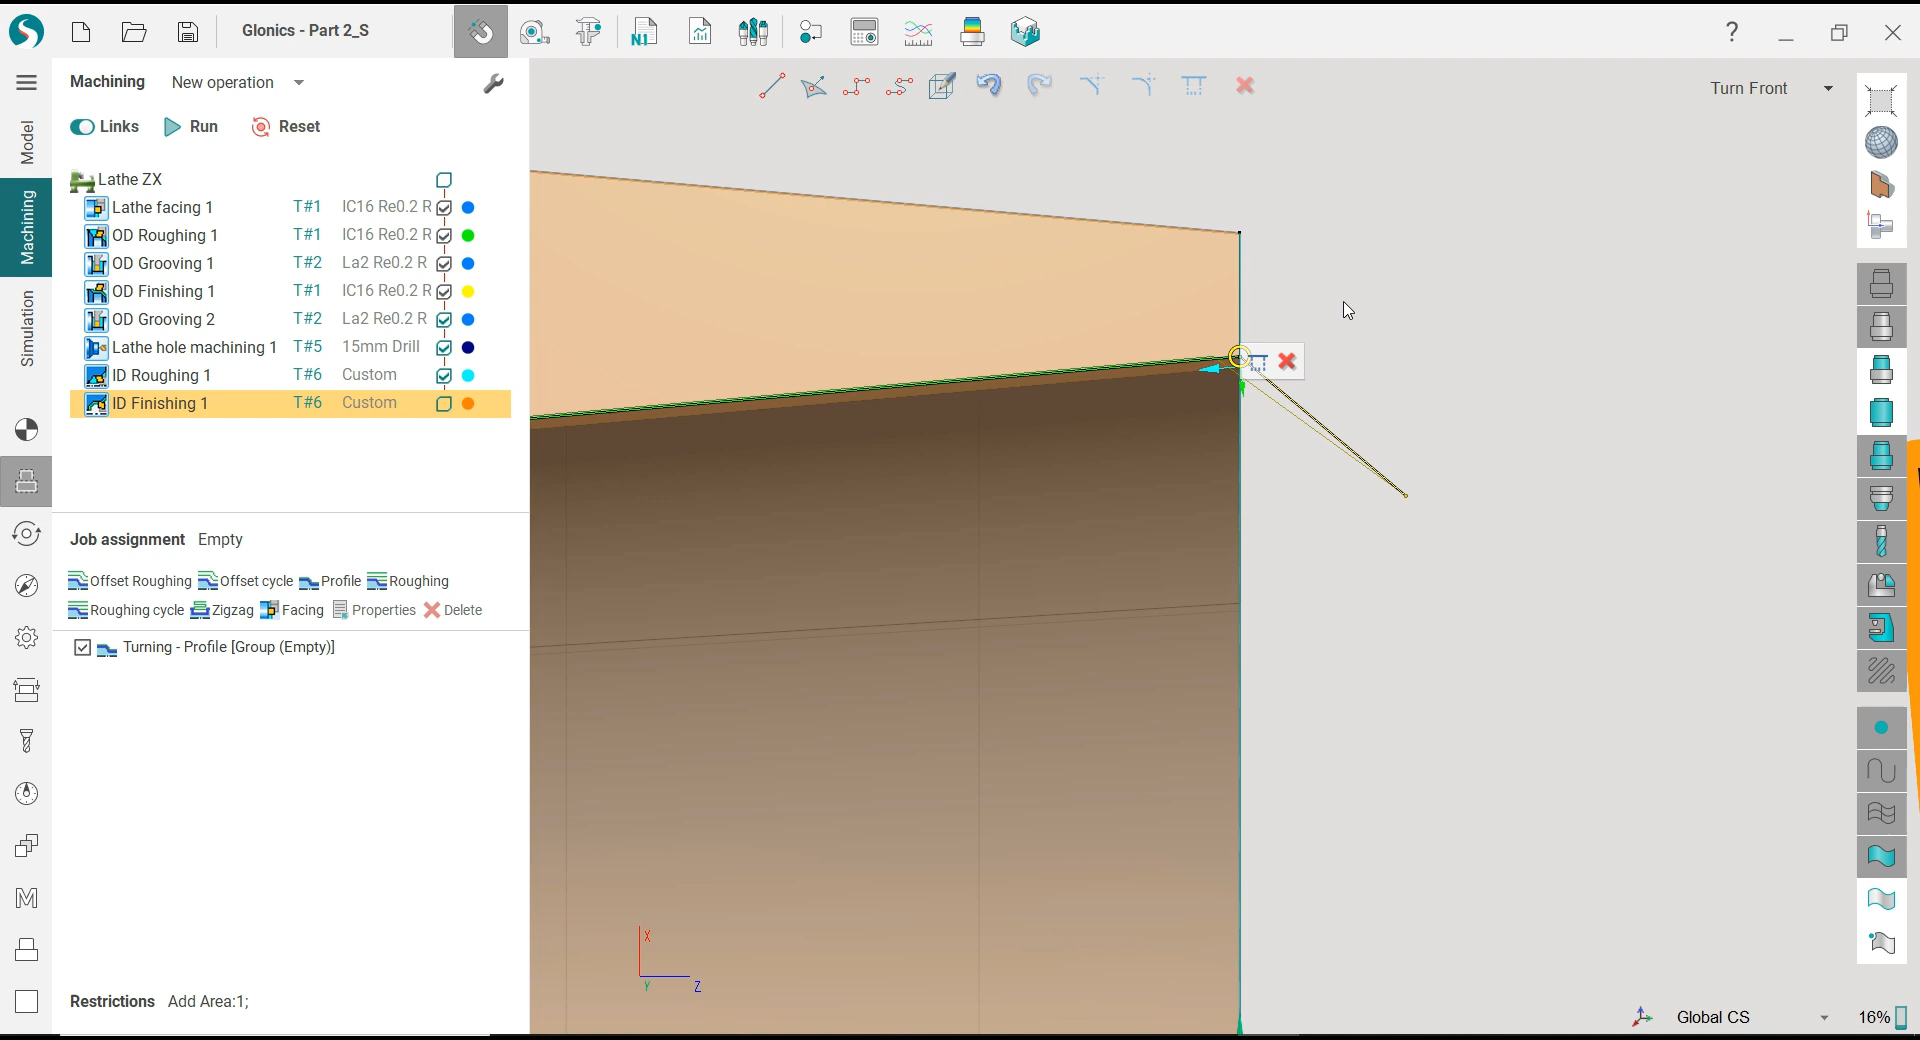 Glonics - Part 2_S
N1
?
Machining New operation
Turn Front
Links Run Reset
Model
Machining
Simulation
Lathe ZX
Lathe facing 1 T#1 IC16 Re0.2 R
OD Roughing 1 T#1 IC16 Re0.2 R
OD Grooving 1 T#2 La2 Re0.2 R
OD Finishing 1 T#1 IC16 Re0.2 R
OD Grooving 2 T#2 La2 Re0.2 R
Lathe hole machining 1 T#5 15mm Drill
ID Roughing 1 T#6 Custom
ID Finishing 1 T#6 Custom
Job assignment Empty
Offset Roughing Offset cycle Profile Roughing
Roughing cycle Zigzag Facing Properties Delete
Turning - Profile [Group (Empty)]
M
X
Y Z
Restrictions Add Area:1;
Global CS 16%